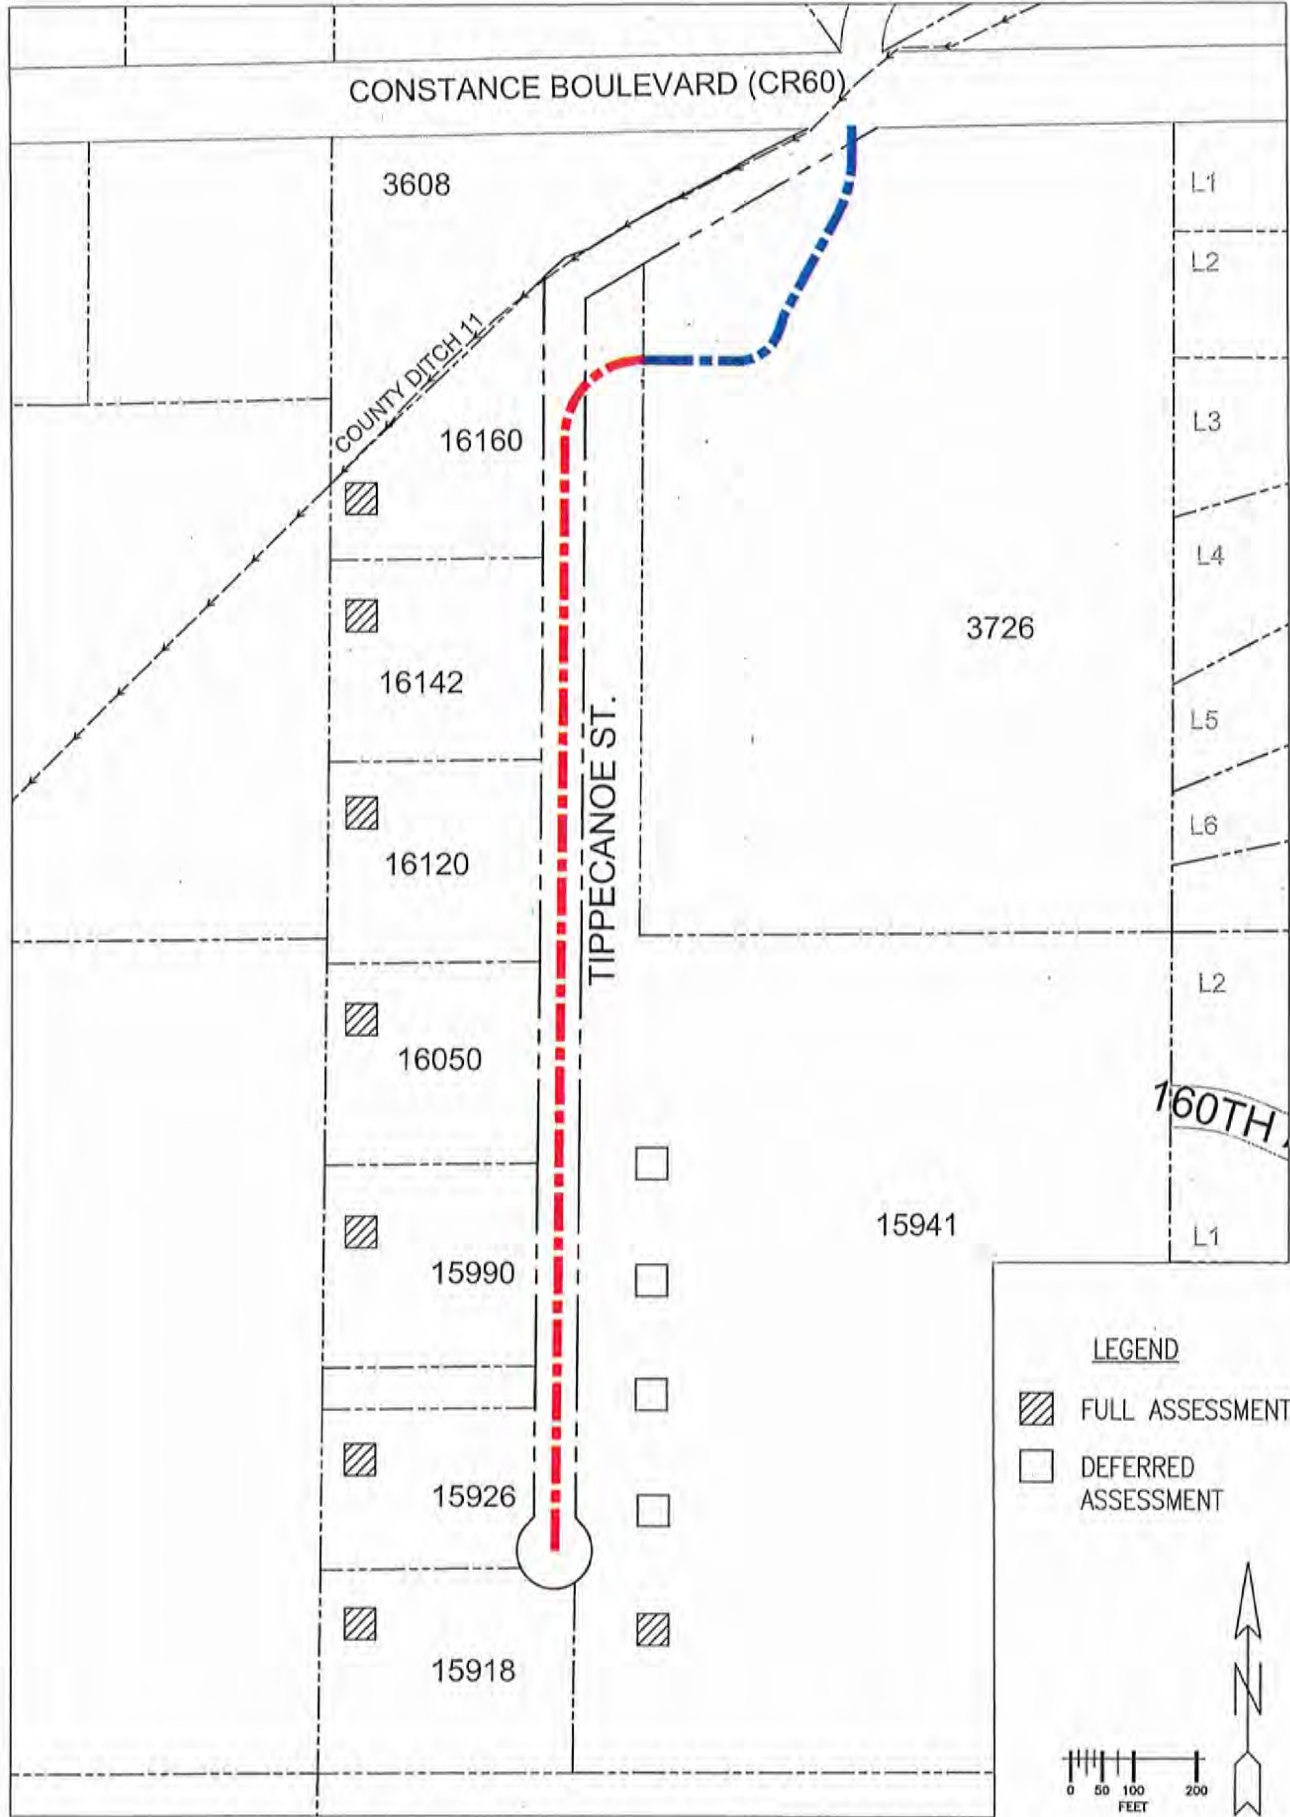 CONSTANCE BOULEVARD (CR60)
3608
L1
L2
COUNTY DITCH 11
16160
L3
L4
3726
16142
TIPPECANOE ST.
L5
L6
16120
L2
16050
160TH
15941
L1
15990
LEGEND
FULL ASSESSMENT
DEFERRED
ASSESSMENT
15926
15918
N
0 50 100 200
FEET